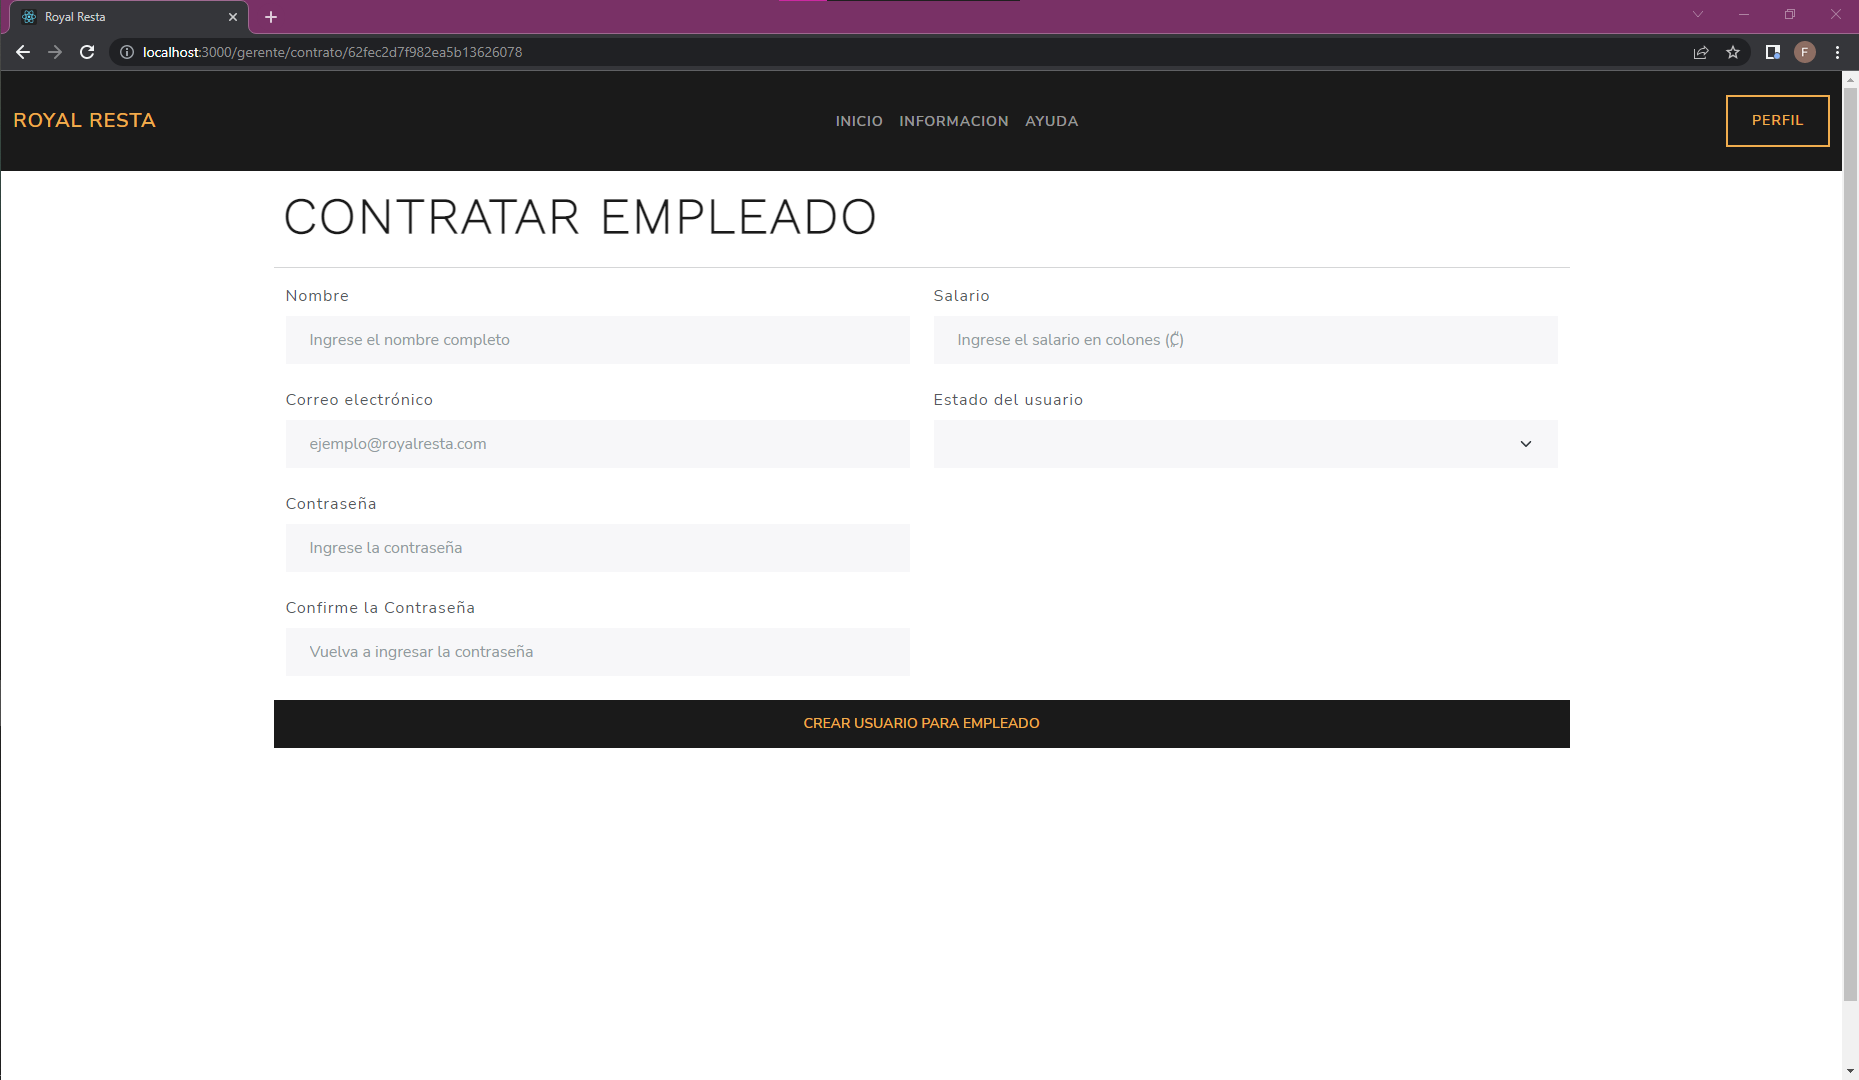 Royal Resta
localhost:3000/gerente/contrato/62fec2d7f982ea5b13626078
F
ROYAL RESTA
INICIO INFORMACION AYUDA
PERFIL
CONTRATAR EMPLEADO
Nombre
Ingrese el nombre completo
Salario
Ingrese el salario en colones (₡)
Correo electrónico
ejemplo@royalresta.com
Estado del usuario
Contraseña
Ingrese la contraseña
Confirme la Contraseña
Vuelva a ingresar la contraseña
CREAR USUARIO PARA EMPLEADO